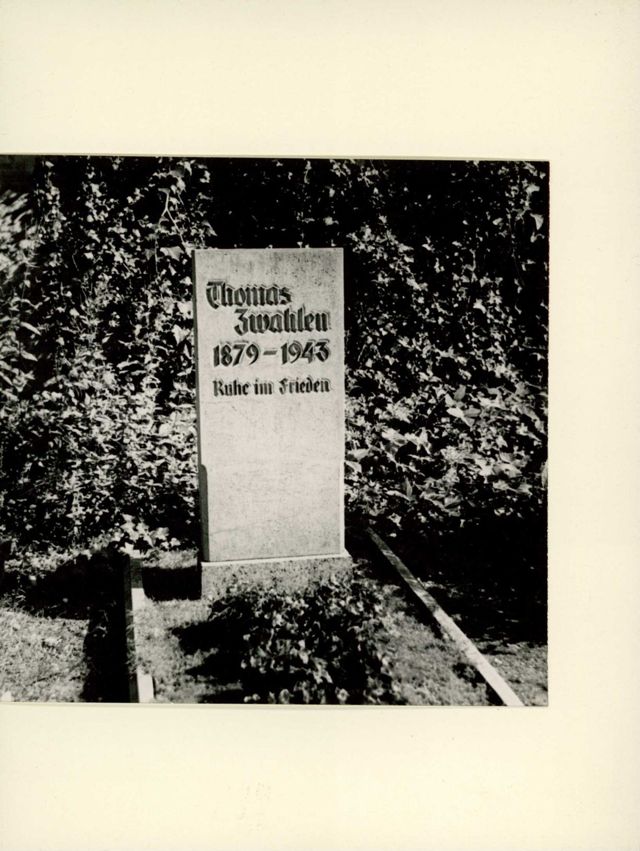 Thomas
Zwahlen
1879-1943
Ruhe im Frieden